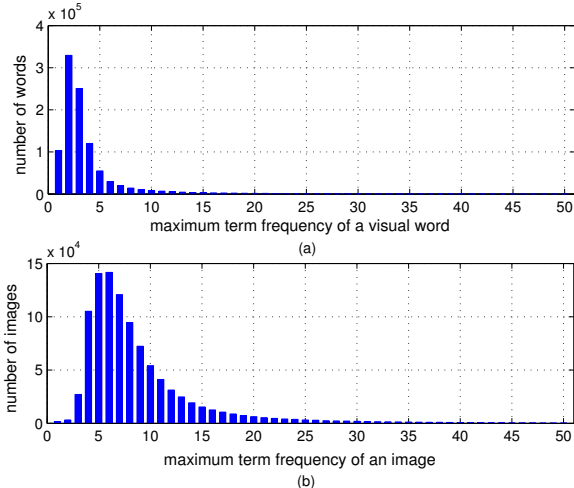 x 10^5
4
3
2
1
0
number of words
0 5 10 15 20 25 30 35 40 45 50
maximum term frequency of a visual word
(a)
x 10^4
15
10
5
0
number of images
0 5 10 15 20 25 30 35 40 45 50
maximum term frequency of an image
(b)